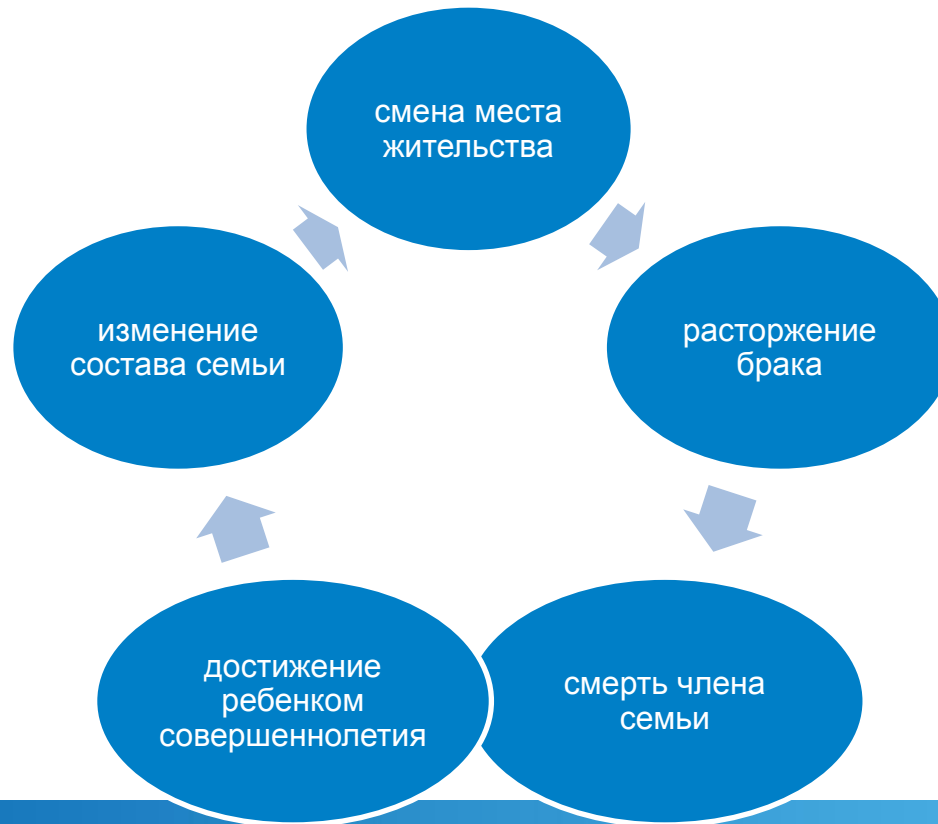 смена места
жительства
расторжение
брака
смерть члена
семьи
достижение
ребенком
совершеннолетия
изменение
состава семьи